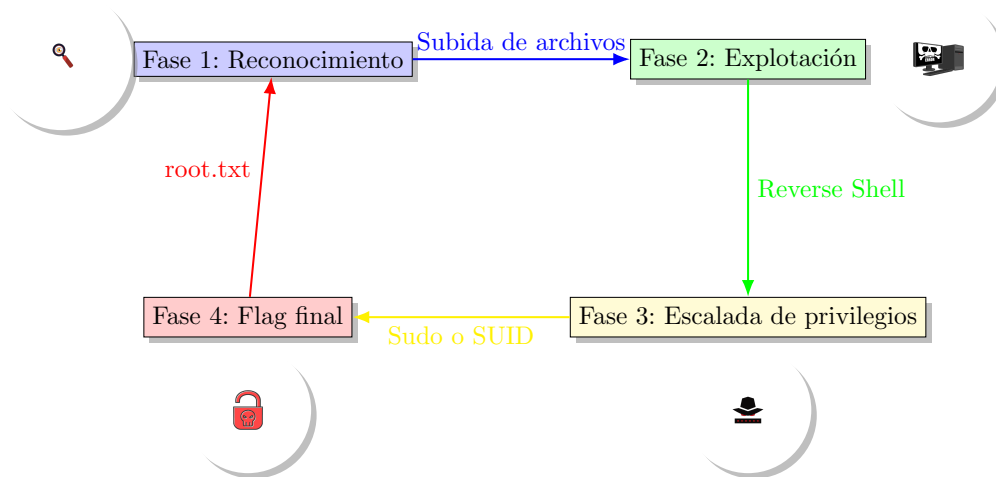 Fase 1: Reconocimiento
Subida de archivos
Fase 2: Explotación
root.txt
Reverse Shell
Fase 4: Flag final
Sudo o SUID
Fase 3: Escalada de privilegios